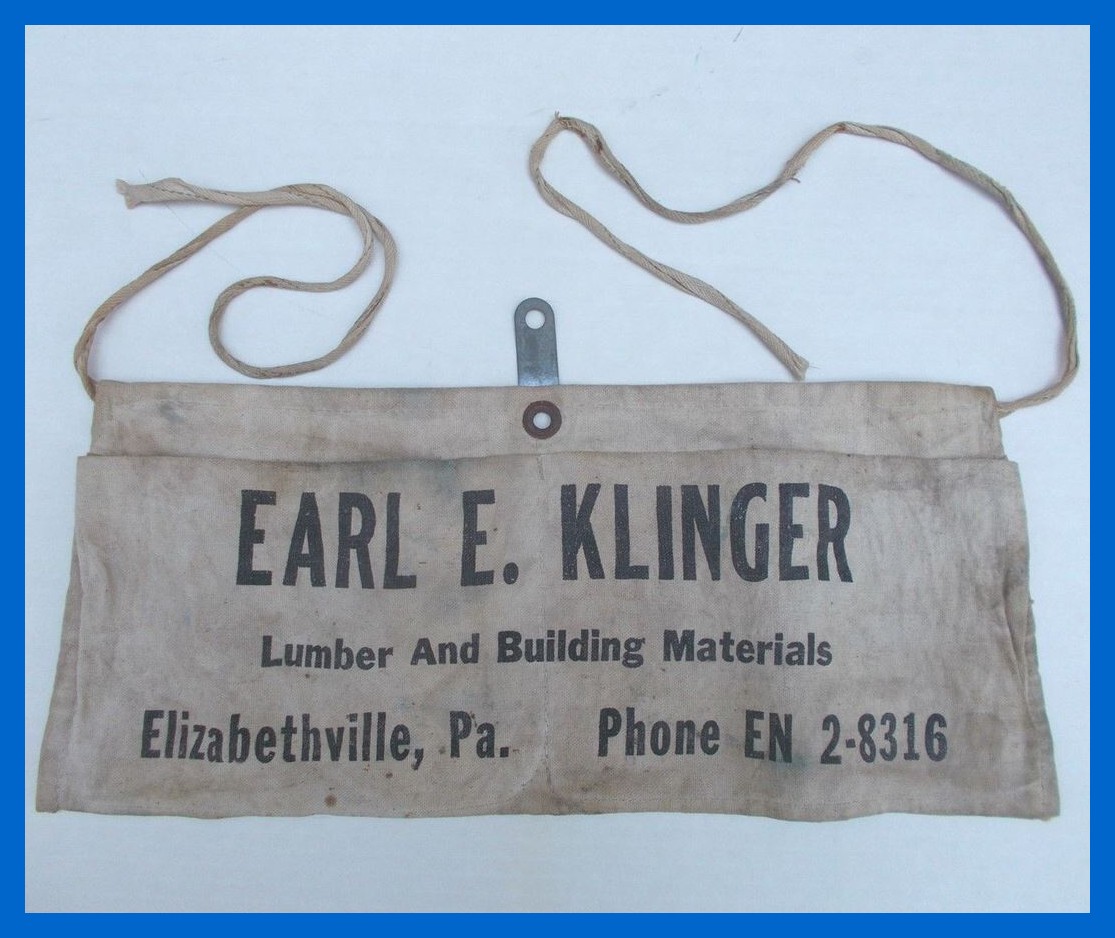 EARL E. KLINGER
Lumber And Building Materials
Elizabethville, Pa. Phone EN 2-8316